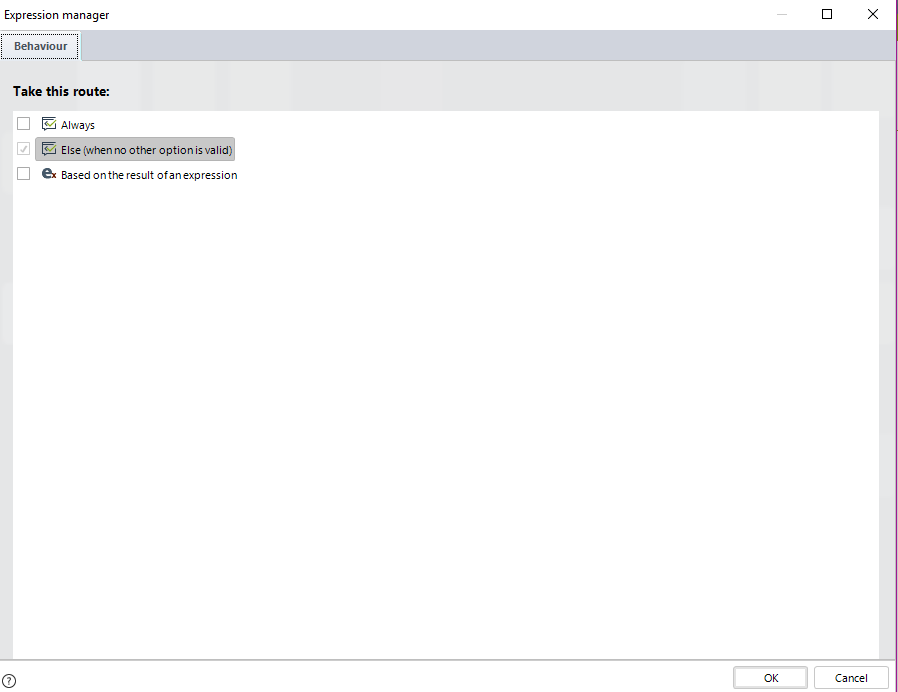 Expression manager
Behaviour
Take this route:
Always
Else (when no other option is valid)
Based on the result of an expression
OK
Cancel